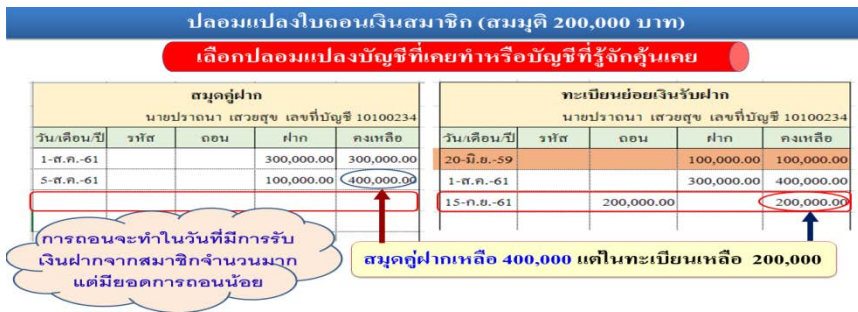 ปลอมแปลงใบถอนเงินสมาชิก (สมมุติ 200,000 บาท)
เลือกปลอมแปลงบัญชีที่เคยทำหรือบัญชีที่รู้จักคุ้นเคย
สมุดคู่ฝาก
นายปราถนา เสวยสุข เลขที่บัญชี 10100234
วัน/เดือน/ปี รหัส ถอน ฝาก คงเหลือ
1-ส.ค.-61 300,000.00 300,000.00
5-ส.ค.-61 100,000.00 400,000.00
ทะเบียนย่อยเงินรับฝาก
นายปราถนา เสวยสุข เลขที่บัญชี 10100234
วัน/เดือน/ปี รหัส ถอน ฝาก คงเหลือ
20-มิ.ย.-59 100,000.00 100,000.00
1-ส.ค.-61 300,000.00 400,000.00
15-ก.ย.-61 200,000.00 200,000.00
การถอนจะทำในวันที่มีการรับ
เงินฝากจากสมาชิกจำนวนมาก
แต่มียอดการถอนน้อย
สมุดคู่ฝากเหลือ 400,000 แต่ในทะเบียนเหลือ 200,000